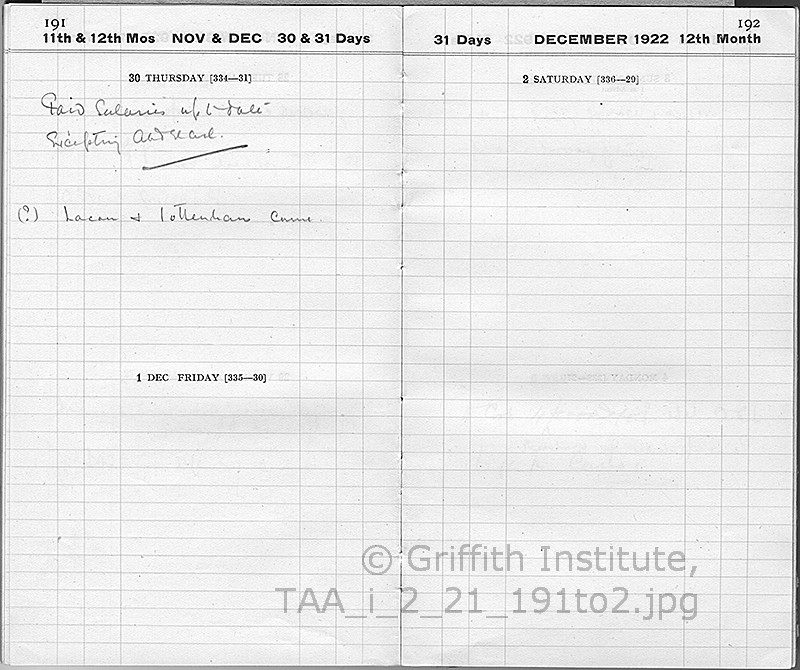 191
11th & 12th Mos NOV & DEC 30 & 31 Days
30 THURSDAY [334—31]
Paid Salaries up to date
Excepting
(?) Lacau & Tottenham came.
1 DEC FRIDAY [335—30]
192
31 Days DECEMBER 1922 12th Month
2 SATURDAY [336—29]
© Griffith Institute,
TAA_i_2_21_191to2.jpg